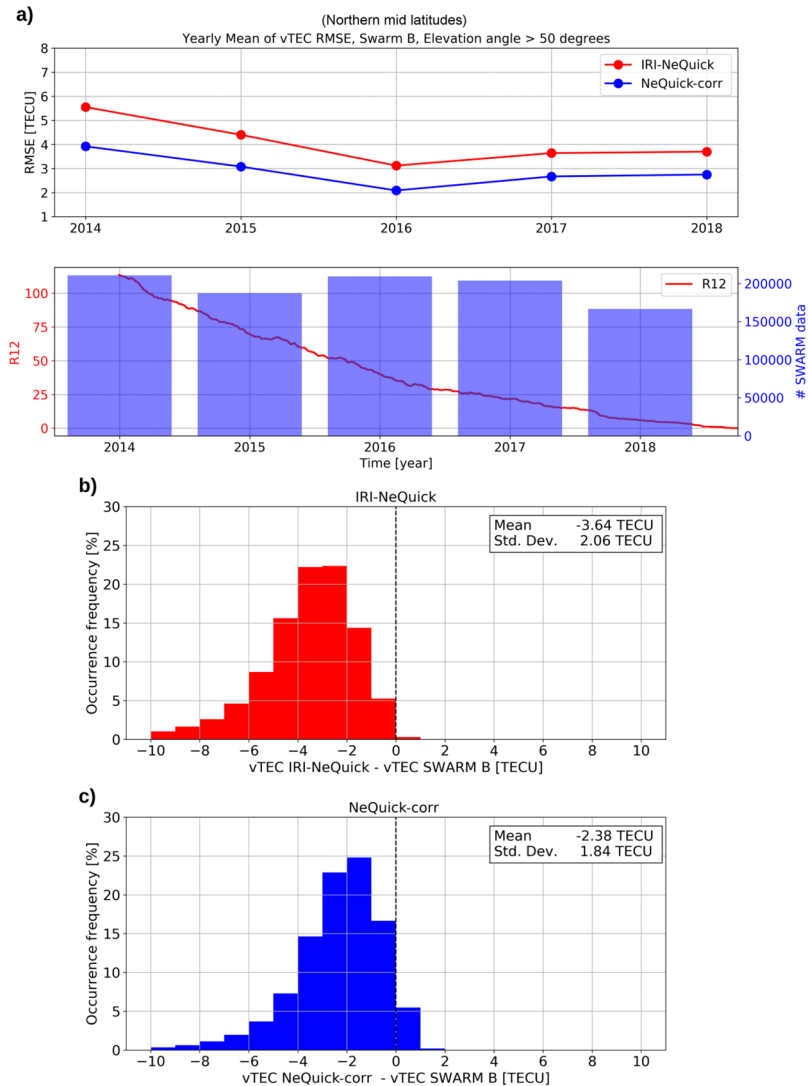 a)
(Northern mid latitudes)
Yearly Mean of vTEC RMSE, Swarm B, Elevation angle > 50 degrees
8
7
6
5
4
3
2
1
RMSE [TECU]
IRI-NeQuick
NeQuick-corr
2014 2015 2016 2017 2018
100
75
50
25
0
R12
R12
200000
150000
100000
50000
0
# SWARM data
2014 2015 2016 2017 2018
Time [year]
b)
IRI-NeQuick
30
25
20
15
10
5
0
Occurrence frequency [%]
Mean -3.64 TECU
Std. Dev. 2.06 TECU
−10 −8 −6 −4 −2 0 2 4 6 8 10
vTEC IRI-NeQuick - vTEC SWARM B [TECU]
c)
NeQuick-corr
30
25
20
15
10
5
0
Occurrence frequency [%]
Mean -2.38 TECU
Std. Dev. 1.84 TECU
−10 −8 −6 −4 −2 0 2 4 6 8 10
vTEC NeQuick-corr - vTEC SWARM B [TECU]